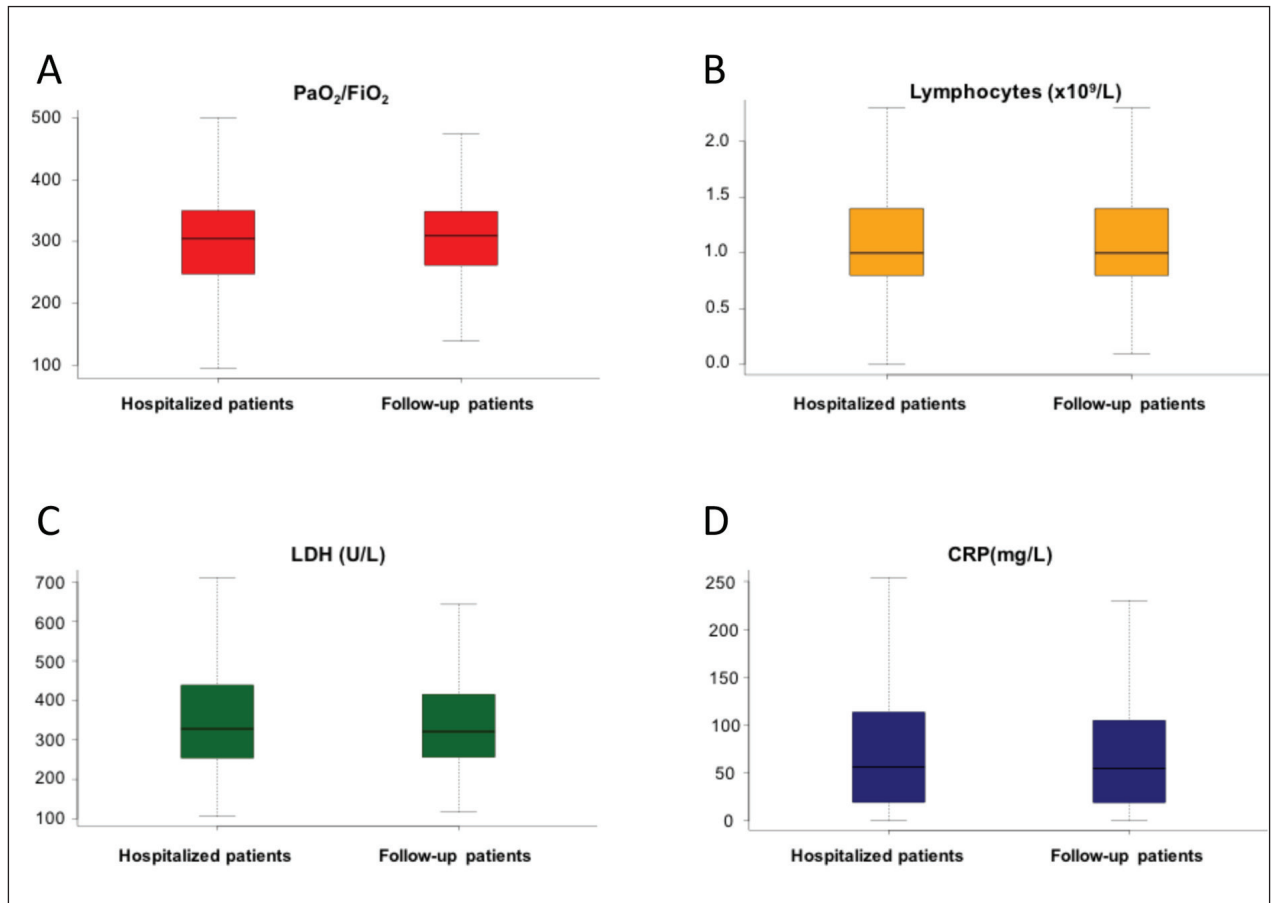 A
PaO₂/FiO₂
500
400
300
200
100
Hospitalized patients Follow-up patients
B
Lymphocytes (x10⁹/L)
2.0
1.5
1.0
0.5
0.0
Hospitalized patients Follow-up patients
C
LDH (U/L)
700
600
500
400
300
200
100
Hospitalized patients Follow-up patients
D
CRP(mg/L)
250
200
150
100
50
0
Hospitalized patients Follow-up patients